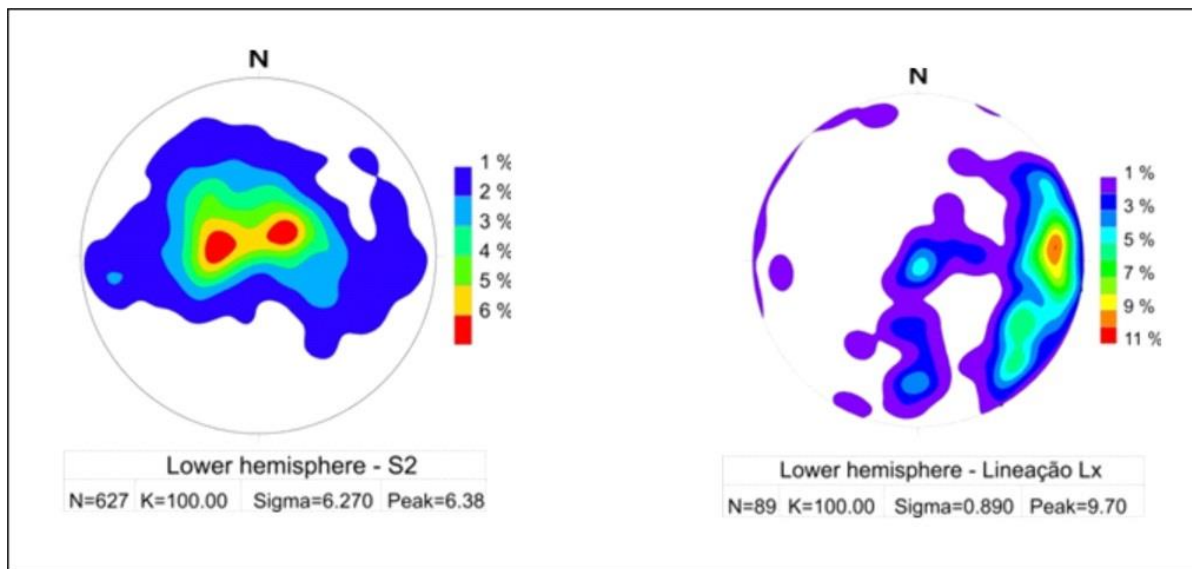 N
1 %
2 %
3 %
4 %
5 %
6 %
Lower hemisphere - S2
N=627 K=100.00 Sigma=6.270 Peak=6.38
N
1 %
3 %
5 %
7 %
9 %
11 %
Lower hemisphere - Lineação Lx
N=89 K=100.00 Sigma=0.890 Peak=9.70